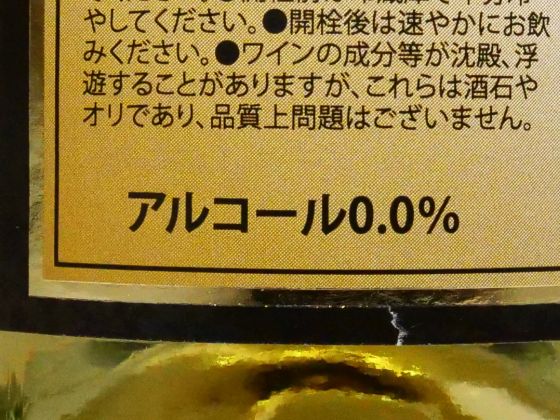 やしてください。●開栓後は速やかにお飲
みください。●ワインの成分等が沈殿、浮
遊することがありますが、これらは酒石や
オリであり、品質上問題はございません。
アルコール0.0%